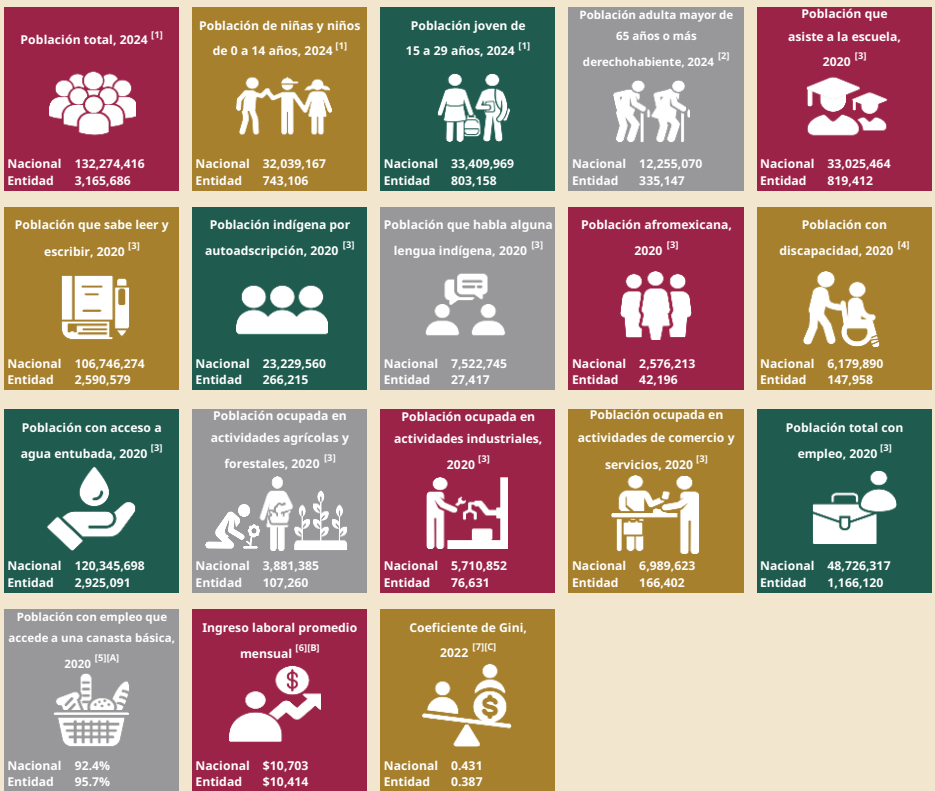 Población total, 2024 [1]
Nacional 132,274,416
Entidad 3,165,686
Población de niñas y niños
de 0 a 14 años, 2024 [1]
Nacional 32,039,167
Entidad 743,106
Población joven de
15 a 29 años, 2024 [1]
Nacional 33,409,969
Entidad 803,158
Población adulta mayor de
65 años o más
derechohabiente, 2024 [2]
Nacional 12,255,070
Entidad 335,147
Población que
asiste a la escuela,
2020 [3]
Nacional 33,025,464
Entidad 819,412
Población que sabe leer y
escribir, 2020 [3]
Nacional 106,746,274
Entidad 2,590,579
Población indígena por
autoadscripción, 2020 [3]
Nacional 23,229,560
Entidad 266,215
Población que habla alguna
lengua indígena, 2020 [3]
Nacional 7,522,745
Entidad 27,417
Población afromexicana,
2020 [3]
Nacional 2,576,213
Entidad 42,196
Población con
discapacidad, 2020 [4]
Nacional 6,179,890
Entidad 147,958
Población con acceso a
agua entubada, 2020 [3]
Nacional 120,345,698
Entidad 2,925,091
Población ocupada en
actividades agrícolas y
forestales, 2020 [3]
Nacional 3,881,385
Entidad 107,260
Población ocupada en
actividades industriales,
2020 [3]
Nacional 5,710,852
Entidad 76,631
Población ocupada en
actividades de comercio y
servicios, 2020 [3]
Nacional 6,989,623
Entidad 166,402
Población total con
empleo, 2020 [3]
Nacional 48,726,317
Entidad 1,166,120
Población con empleo que
accede a una canasta básica,
2020 [5][A]
Nacional 92.4%
Entidad 95.7%
Ingreso laboral promedio
mensual [6][B]
$
Nacional $10,703
Entidad $10,414
Coeficiente de Gini,
2022 [7][C]
$
Nacional 0.431
Entidad 0.387